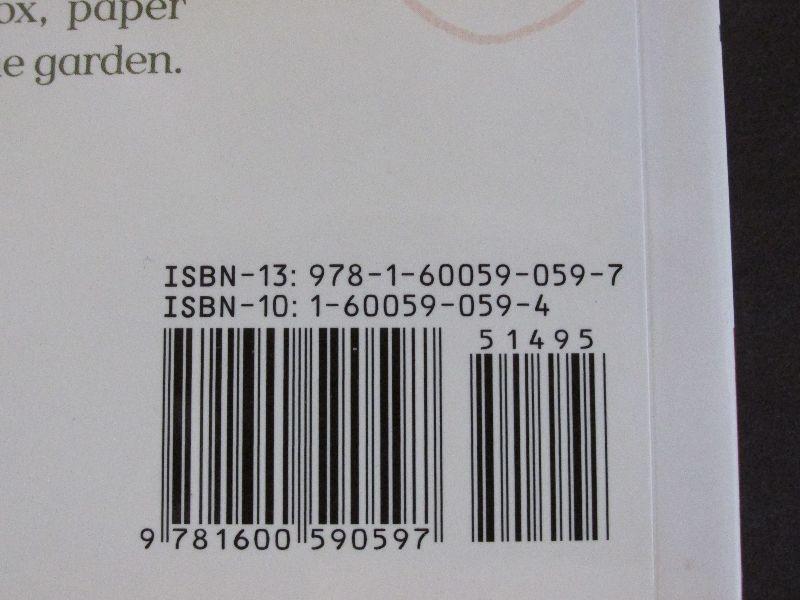 ox, paper
e garden.
ISBN-13: 978-1-60059-059-7
ISBN-10: 1-60059-059-4
51495
9 781600 590597